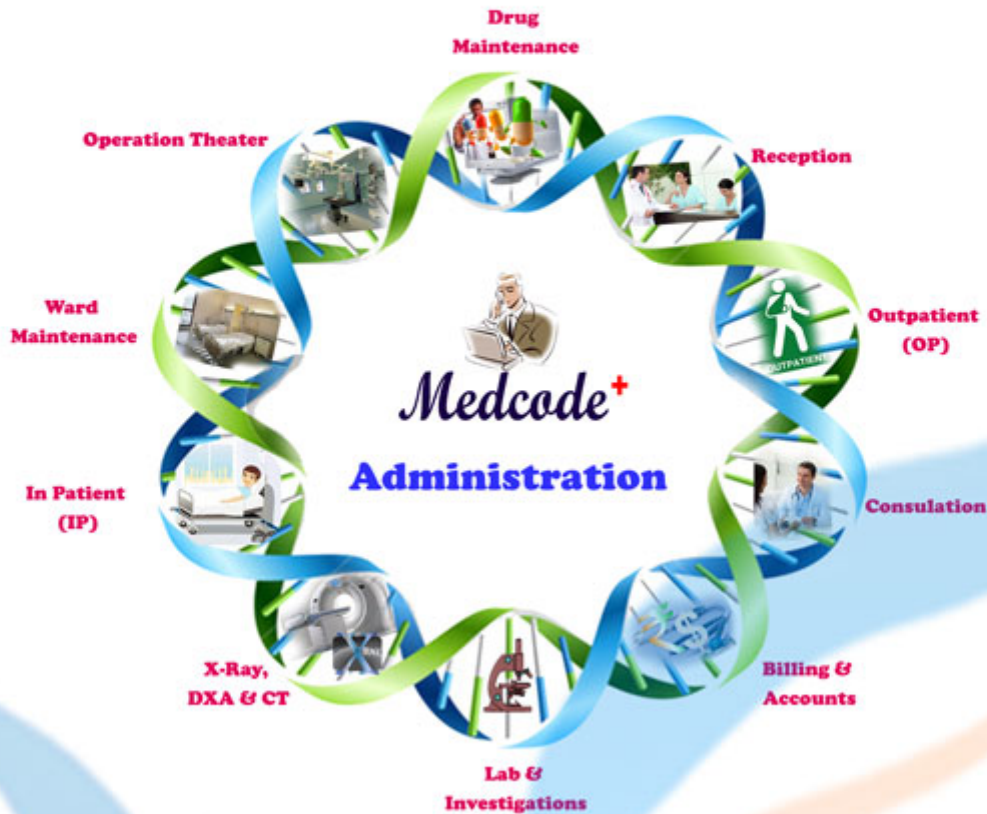 Drug
Maintenance
Operation Theater
Reception
Ward
Maintenance
Outpatient
(OP)
OUTPATIENT
Medcode+
Administration
In Patient
(IP)
Consulation
X-Ray,
DXA & CT
Billing &
Accounts
Lab &
Investigations